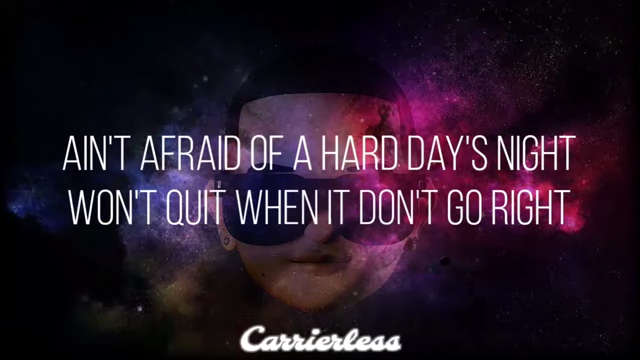 AIN'T AFRAID OF A HARD DAY'S NIGHT
WON'T QUIT WHEN IT DON'T GO RIGHT
Carrierless